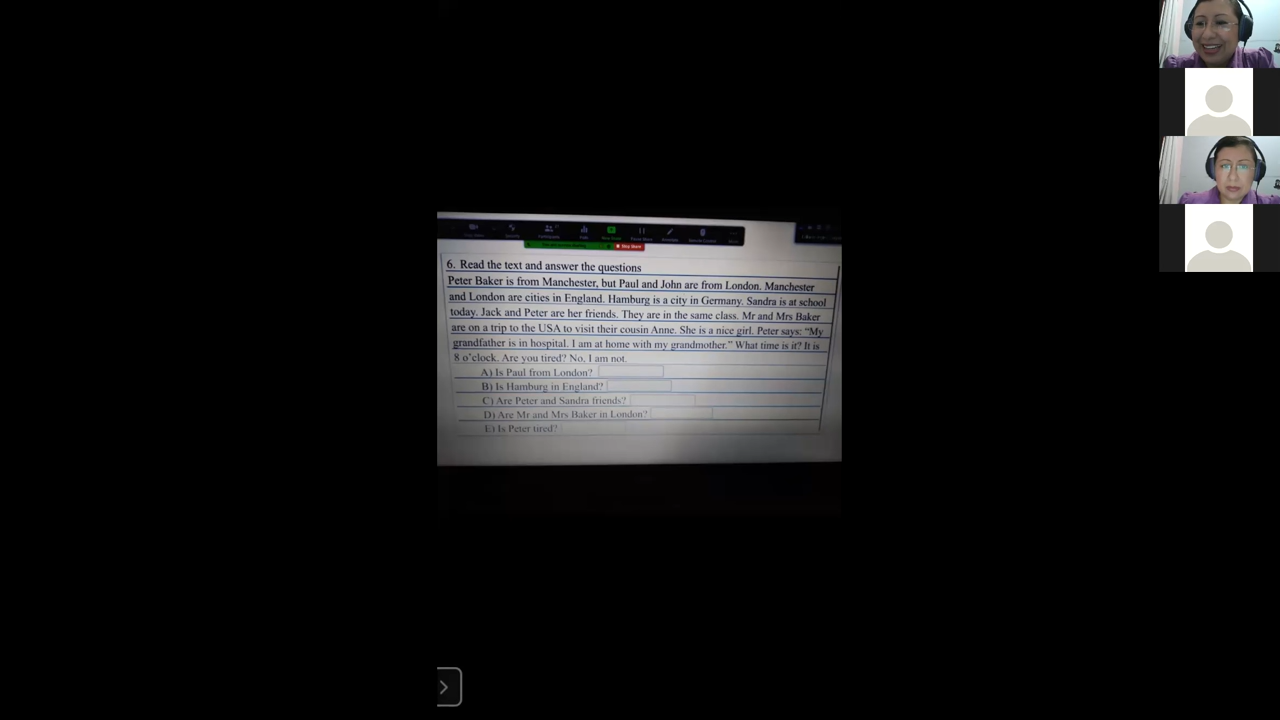 6. Read the text and answer the questions
Peter Baker is from Manchester, but Paul and John are from London. Manchester
and London are cities in England. Hamburg is a city in Germany. Sandra is at school
today. Jack and Peter are her friends. They are in the same class. Mr and Mrs Baker
are on a trip to the USA to visit their cousin Anne. She is a nice girl. Peter says: “My
grandfather is in hospital. I am at home with my grandmother.” What time is it? It is
8 o’clock. Are you tired? No, I am not.
A) Is Paul from London?
B) Is Hamburg in England?
C) Are Peter and Sandra friends?
D) Are Mr and Mrs Baker in London?
E) Is Peter tired?